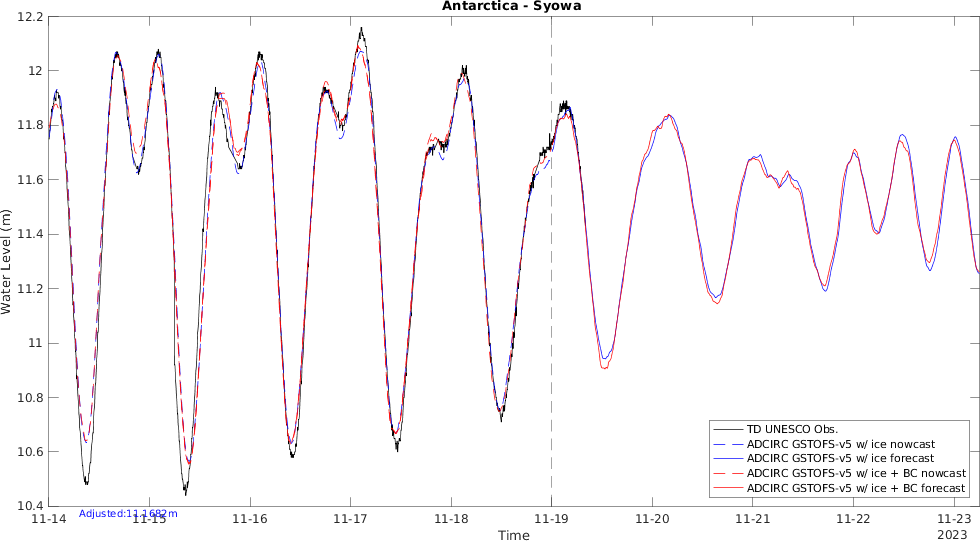 Antarctica - Syowa
12.2
12
11.8
11.6
11.4
11.2
11
10.8
10.6
10.4
Water Level (m)
TD UNESCO Obs.
ADCIRC GSTOFS-v5 w/ ice nowcast
ADCIRC GSTOFS-v5 w/ ice forecast
ADCIRC GSTOFS-v5 w/ ice + BC nowcast
ADCIRC GSTOFS-v5 w/ ice + BC forecast
Adjusted:11.1682m
11-14 11-15 11-16 11-17 11-18 11-19 11-20 11-21 11-22 11-23
Time
2023